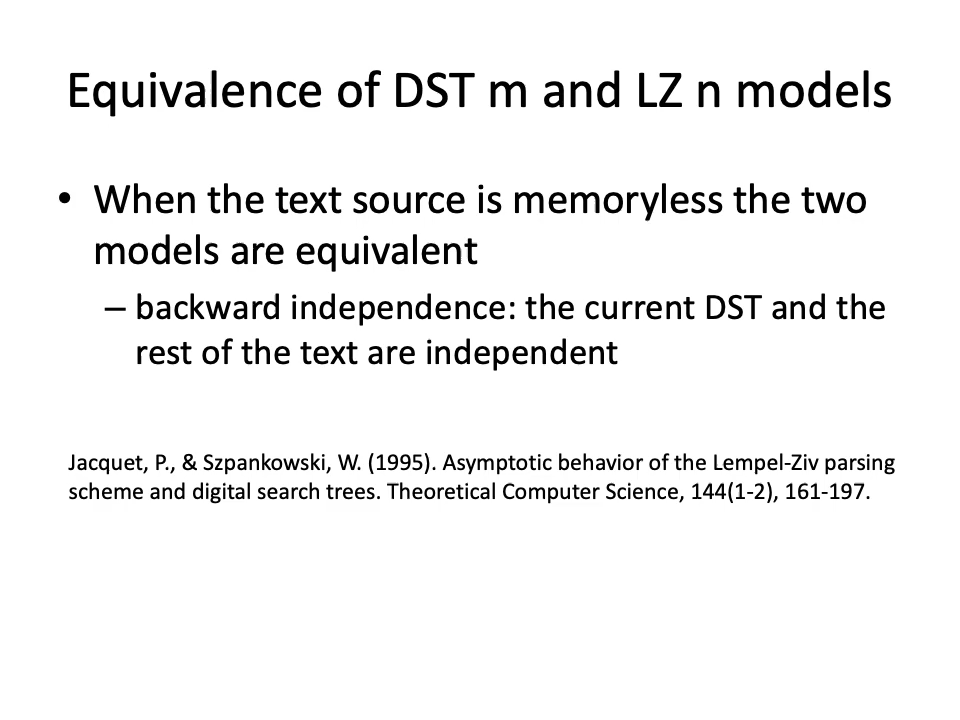 Equivalence of DST m and LZ n models
• When the text source is memoryless the two
models are equivalent
– backward independence: the current DST and the
rest of the text are independent
Jacquet, P., & Szpankowski, W. (1995). Asymptotic behavior of the Lempel-Ziv parsing
scheme and digital search trees. Theoretical Computer Science, 144(1-2), 161-197.